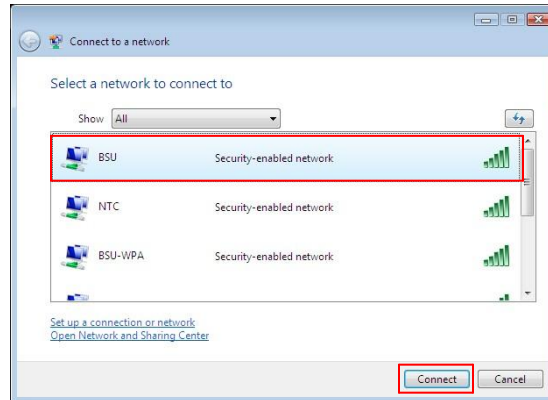 Connect to a network
Select a network to connect to
Show All
BSU Security-enabled network
NTC Security-enabled network
BSU-WPA Security-enabled network
Set up a connection or network
Open Network and Sharing Center
Connect Cancel